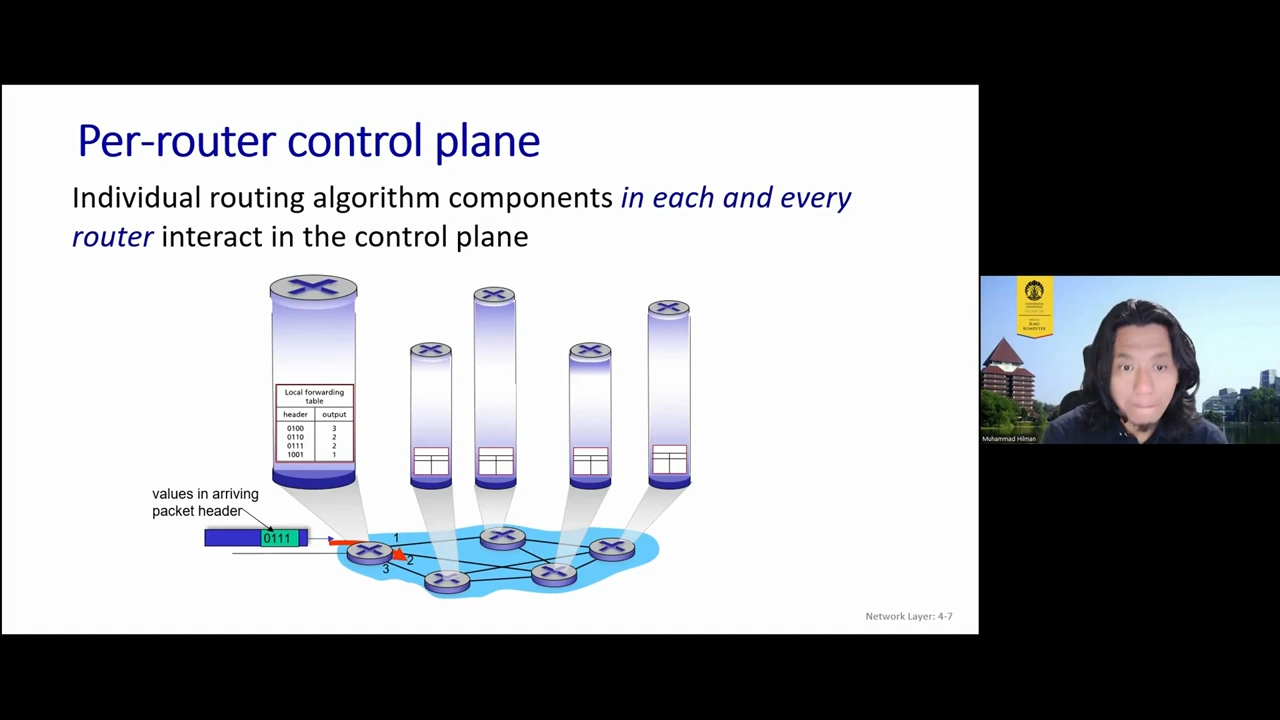 Per-router control plane
Individual routing algorithm components in each and every
router interact in the control plane
Local forwarding
table
header output
0100 3
0110 2
0111 2
1001 1
values in arriving
packet header
0111
1
2
3
Network Layer: 4-7
ILMU
KOMPUTER
Muhammad Hilman